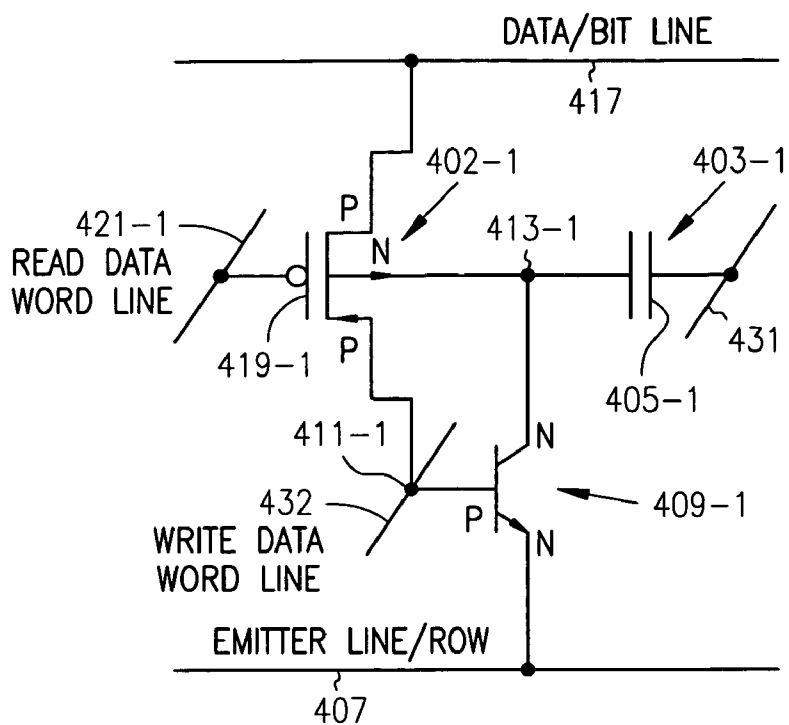 DATA/BIT LINE
417
402-1
403-1
421-1
P
N
413-1
READ DATA
WORD LINE
P
419-1
431
405-1
411-1
N
432
P
409-1
N
WRITE DATA
WORD LINE
EMITTER LINE/ROW
407